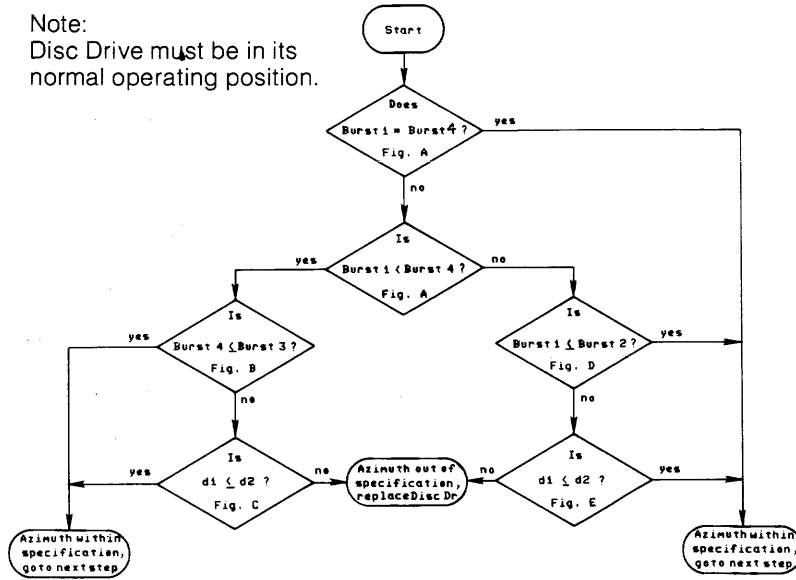 Note:
Disc Drive must be in its
normal operating position.
Start
Does
Burst 1 = Burst 4 ?
Fig. A
yes
no
Is
Burst 1 < Burst 4 ?
Fig. A
yes
no
Is
Burst 4 ≤ Burst 3 ?
Fig. B
yes
no
Is
Burst 1 ≤ Burst 2 ?
Fig. D
yes
no
Is
d1 ≤ d2 ?
Fig. C
yes
no
Azimuth out of
specification,
replace Disc Dr
Is
d1 ≤ d2 ?
Fig. E
no
yes
Azimuth within
specification,
goto next step
Azimuth within
specification,
goto next step